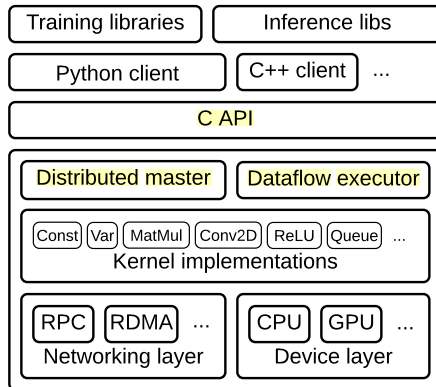 Training libraries Inference libs
Python client C++ client ...
C API
Distributed master Dataflow executor
Const Var MatMul Conv2D ReLU Queue ...
Kernel implementations
RPC RDMA ... CPU GPU ...
Networking layer Device layer